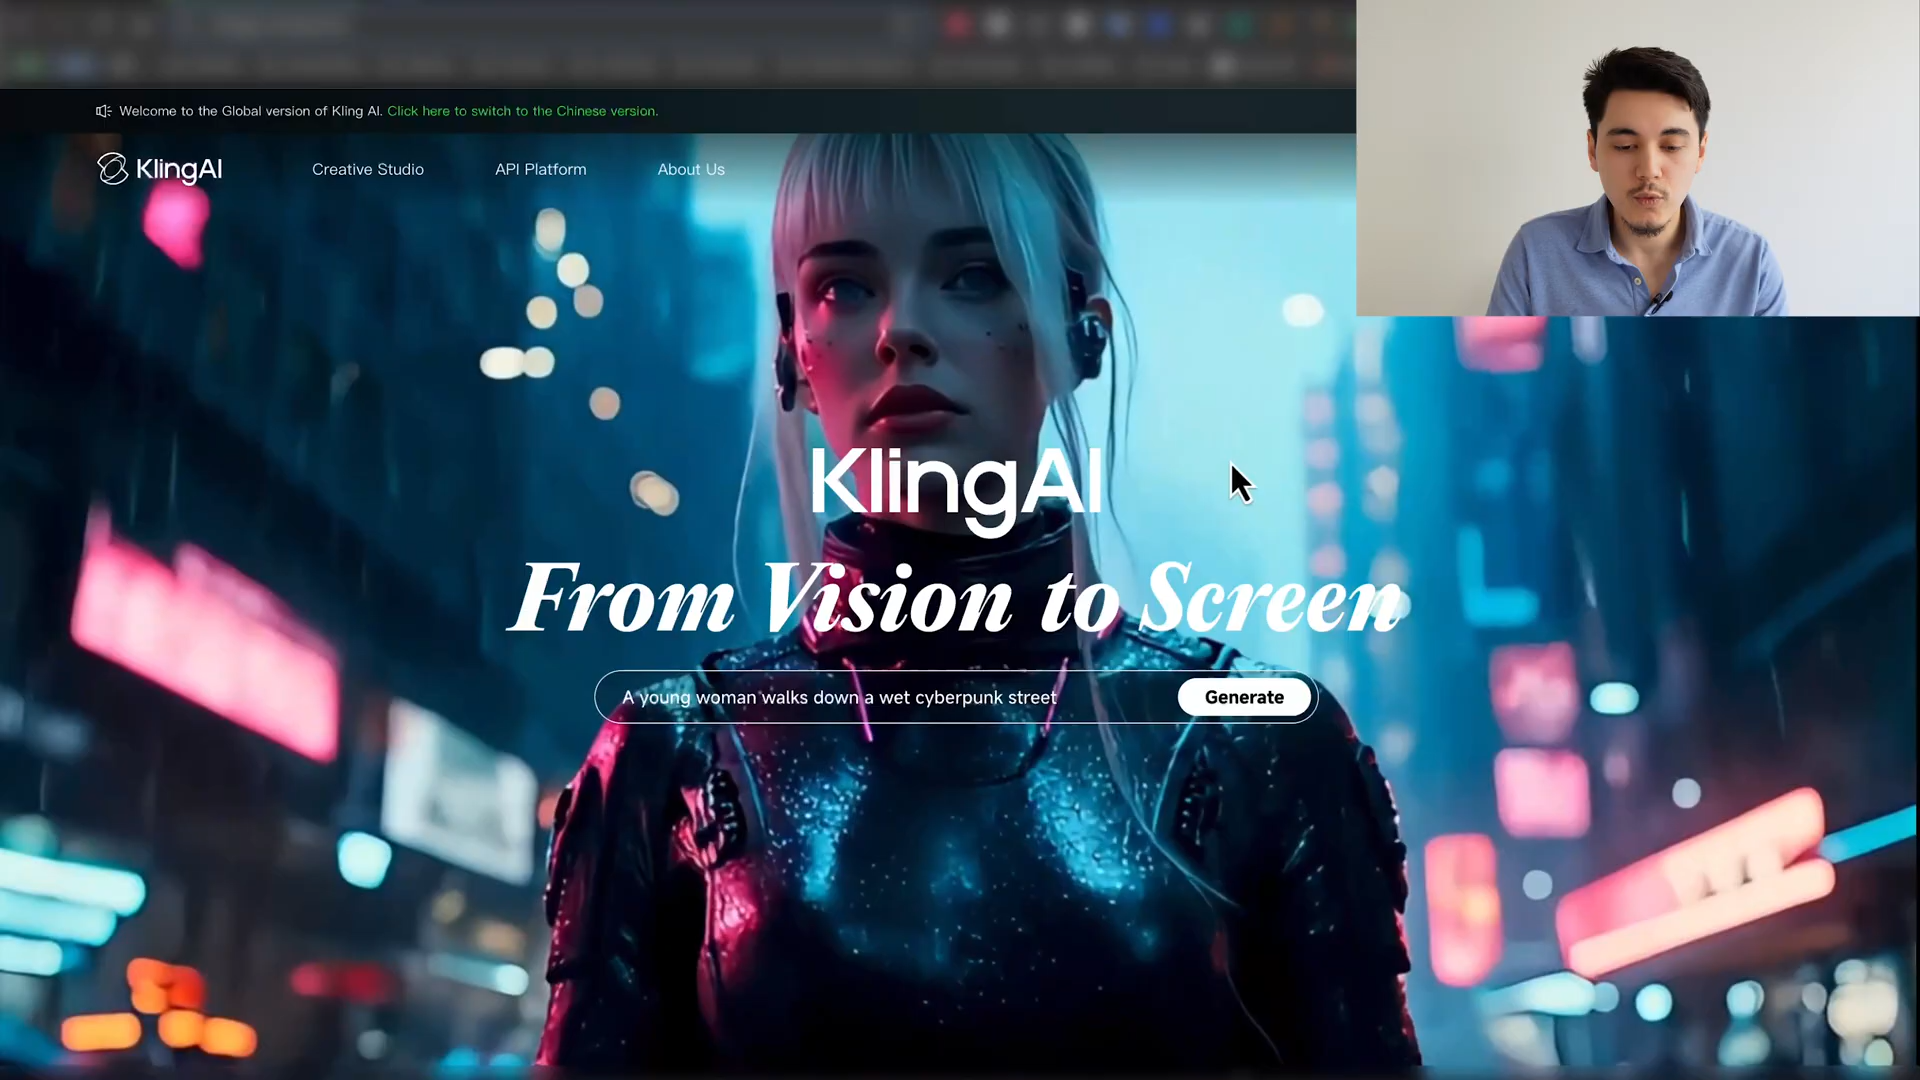 Welcome to the Global version of Kling AI. Click here to switch to the Chinese version.
KlingAI
Creative Studio
API Platform
About Us
KlingAI
From Vision to Screen
A young woman walks down a wet cyberpunk street
Generate